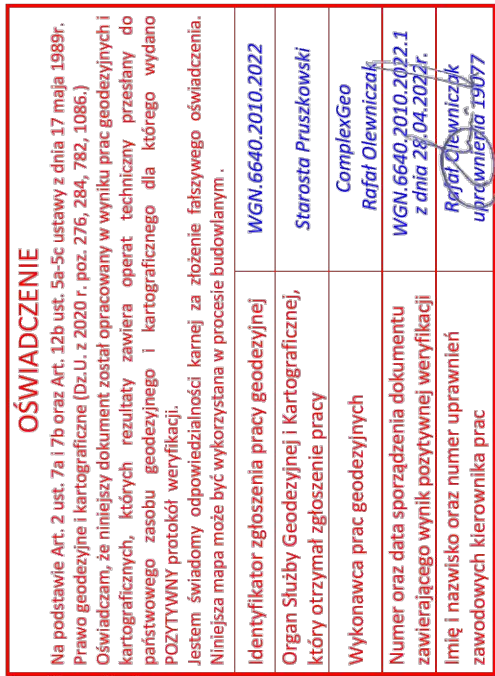 OŚWIADCZENIE
Na podstawie Art. 2 ust. 7a i 7b oraz Art. 12b ust. 5a-5c ustawy z dnia 17 maja 1989r.
Prawo geodezyjne i kartograficzne (Dz.U. z 2020 r. poz. 276, 284, 782, 1086.)
Oświadczam, że niniejszy dokument został opracowany w wyniku prac geodezyjnych i
kartograficznych, których rezultaty zawiera operat techniczny przesłany do
państwowego zasobu geodezyjnego i kartograficznego dla którego wydano
POZYTYWNY protokół weryfikacji.
Jestem świadomy odpowiedzialności karnej za złożenie fałszywego oświadczenia.
Niniejsza mapa może być wykorzystana w procesie budowlanym.
Identyfikator zgłoszenia pracy geodezyjnej
WGN.6640.2010.2022
Organ Służby Geodezyjnej i Kartograficznej,
który otrzymał zgłoszenie pracy
Starosta Pruszkowski
Wykonawca prac geodezyjnych
ComplexGeo
Rafał Olewniczak
Numer oraz data sporządzenia dokumentu
zawierającego wynik pozytywnej weryfikacji
WGN.6640.2010.2022.1
z dnia 28.04.2022r.
Imię i nazwisko oraz numer uprawnień
zawodowych kierownika prac
Rafał Olewniczak
uprawnienia 19077